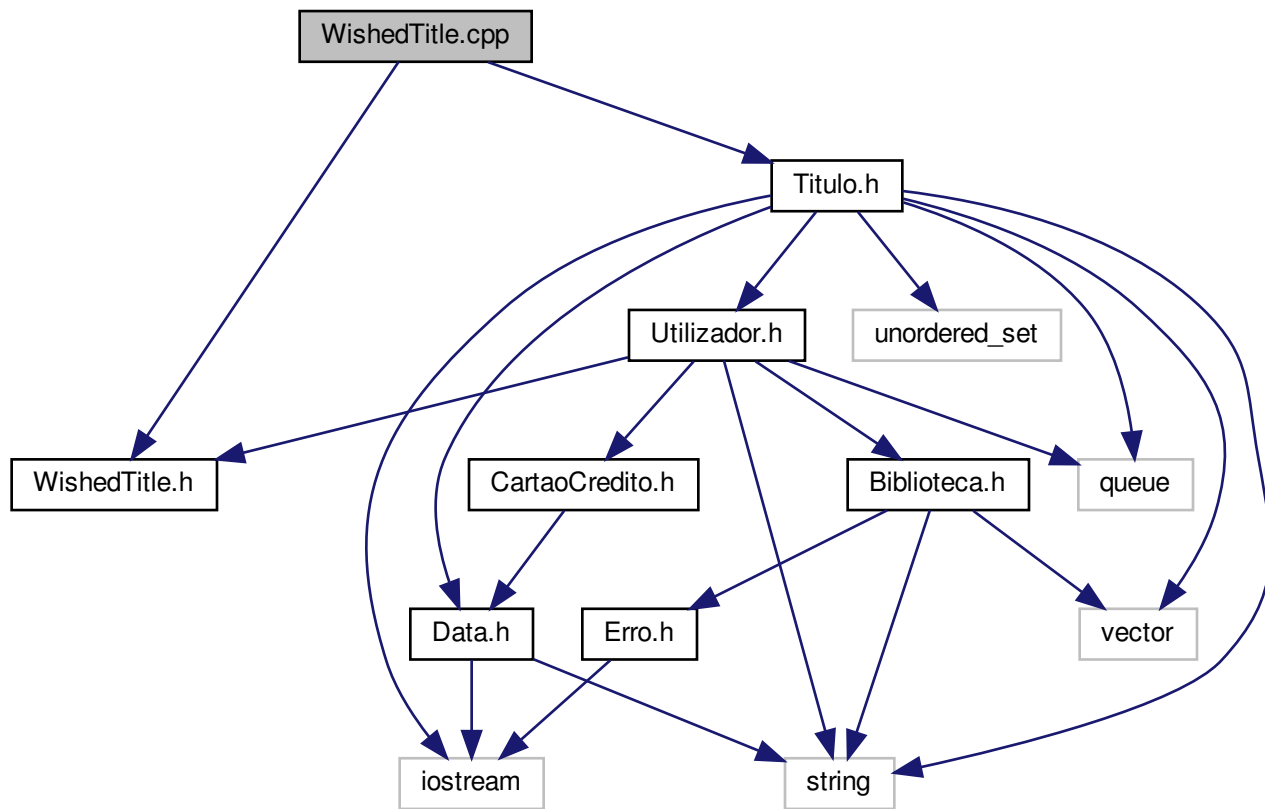 WishedTitle.cpp
Titulo.h
Utilizador.h
unordered_set
WishedTitle.h
CartaoCredito.h
Biblioteca.h
queue
Data.h
Erro.h
vector
iostream
string